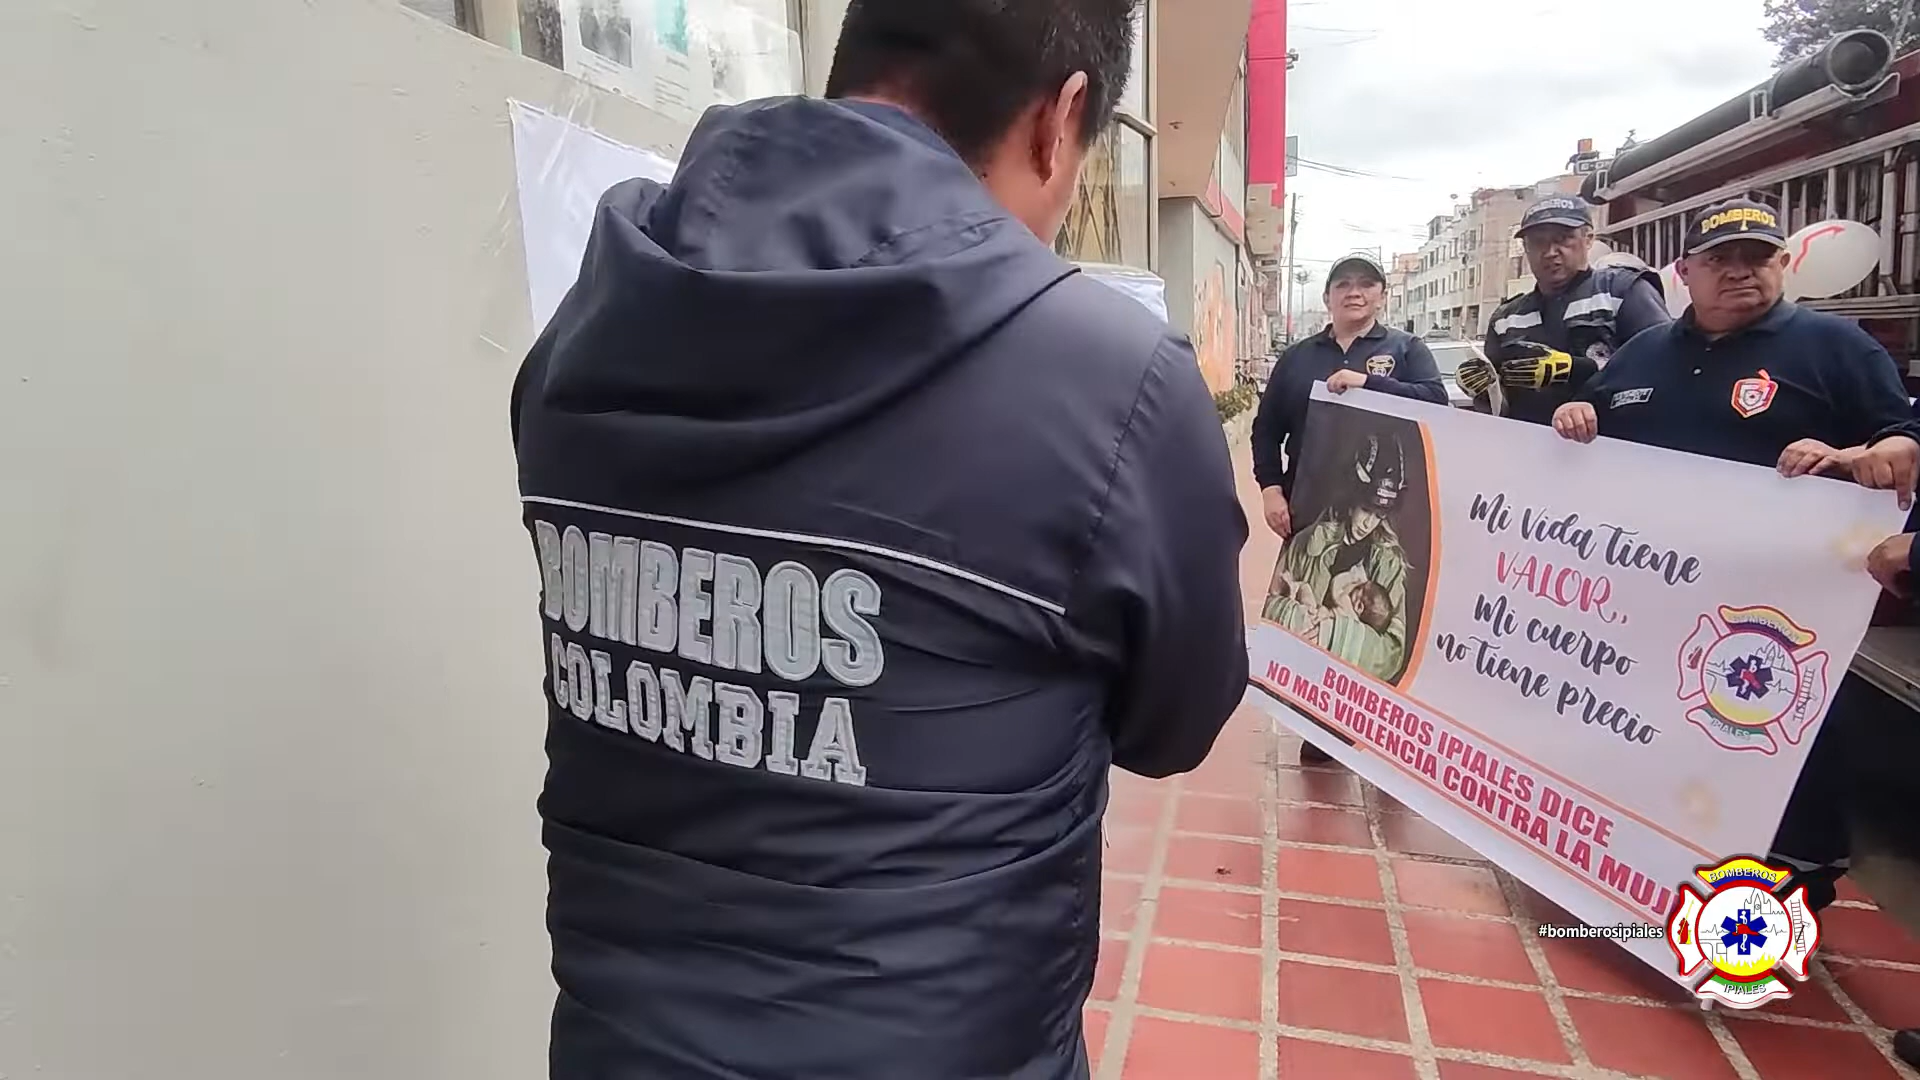 BOMBEROS
COLOMBIA
BOMBEROS
BOMBEROS
Mi vida tiene
VALOR,,
Mi cuerpo
no tiene precio
BOMBEROS IPIALES DICE
NO MAS VIOLENCIA CONTRA LA MUJ
BOMBEROS
IPIALES
#bomberosipiales
BOMBEROS
IPIALES